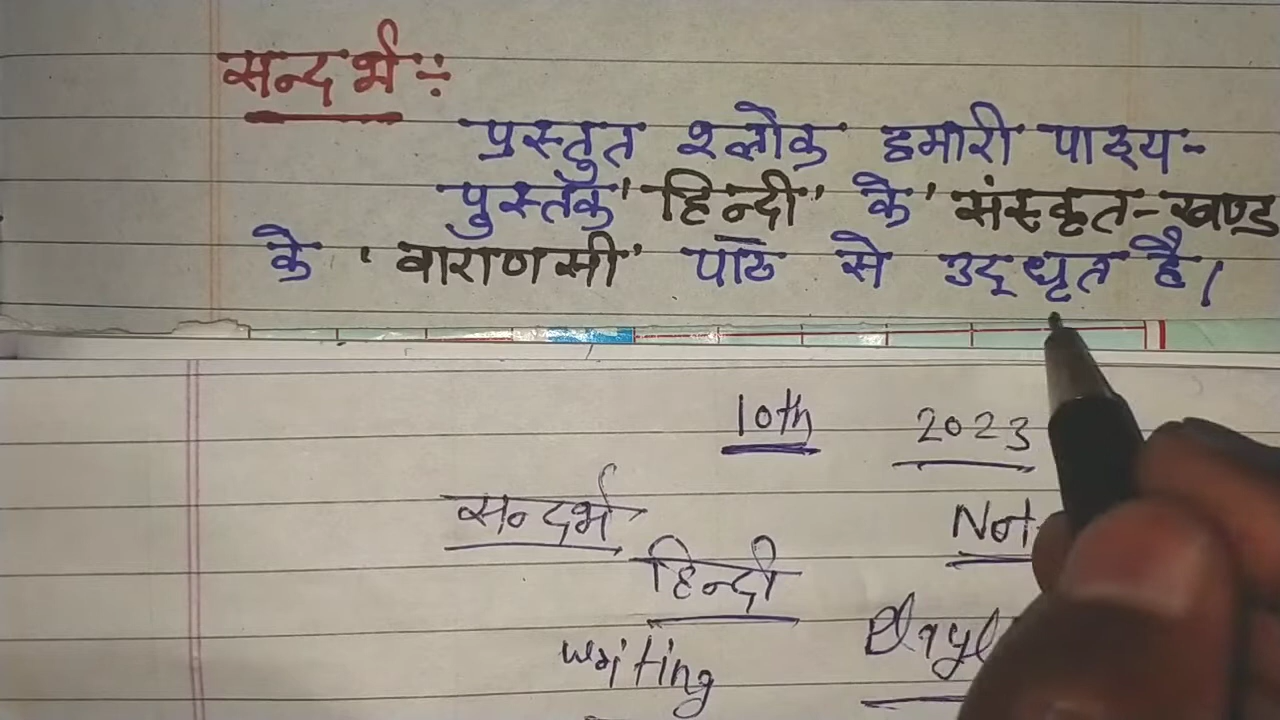 सन्दर्भ :-
प्रस्तुत श्लोक हमारी पाठ्य-
पुस्तक 'हिन्दी' के 'संस्कृत-खण्ड
के 'वाराणसी' पाठ से उद्धृत है।
10th 2023
सन्दर्भ
हिन्दी
writing